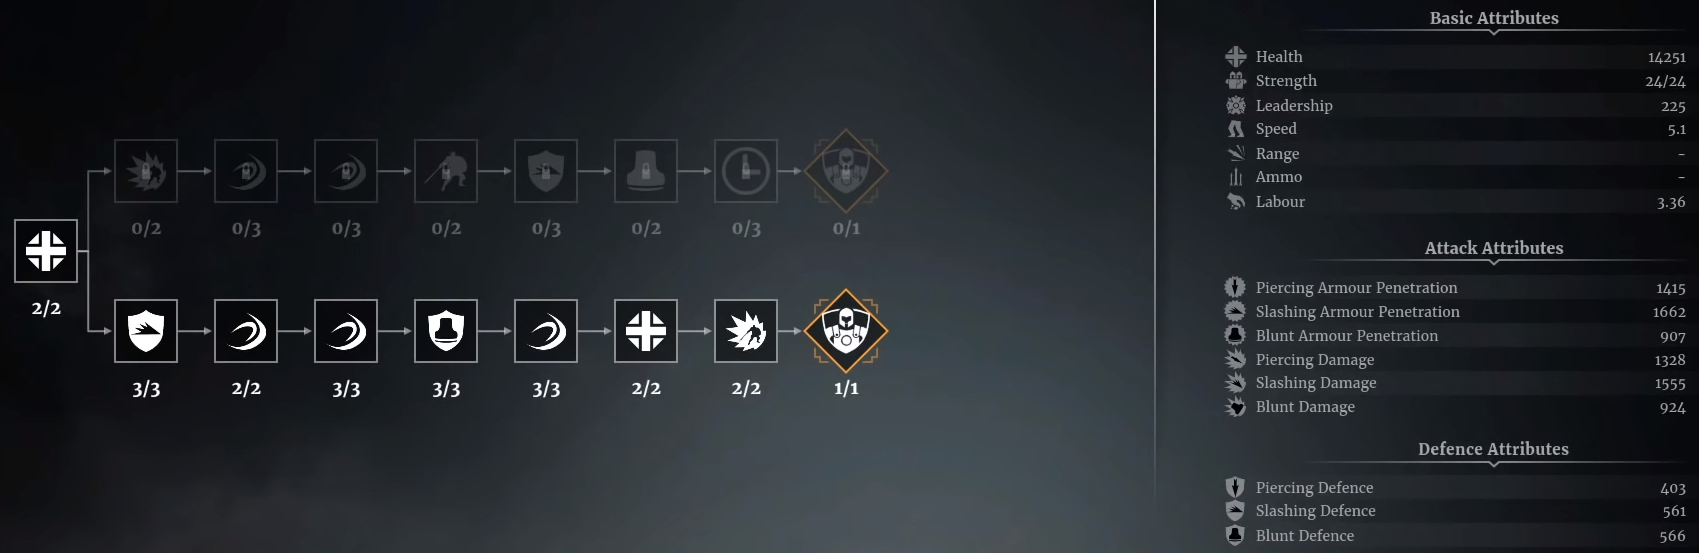 0/2 0/3 0/3 0/2 0/3 0/2 0/3 0/1
2/2
3/3 2/2 3/3 3/3 3/3 2/2 2/2 1/1
Basic Attributes
Health 14251
Strength 24/24
Leadership 225
Speed 5.1
Range -
Ammo -
Labour 3.36
Attack Attributes
Piercing Armour Penetration 1415
Slashing Armour Penetration 1662
Blunt Armour Penetration 907
Piercing Damage 1328
Slashing Damage 1555
Blunt Damage 924
Defence Attributes
Piercing Defence 403
Slashing Defence 561
Blunt Defence 566